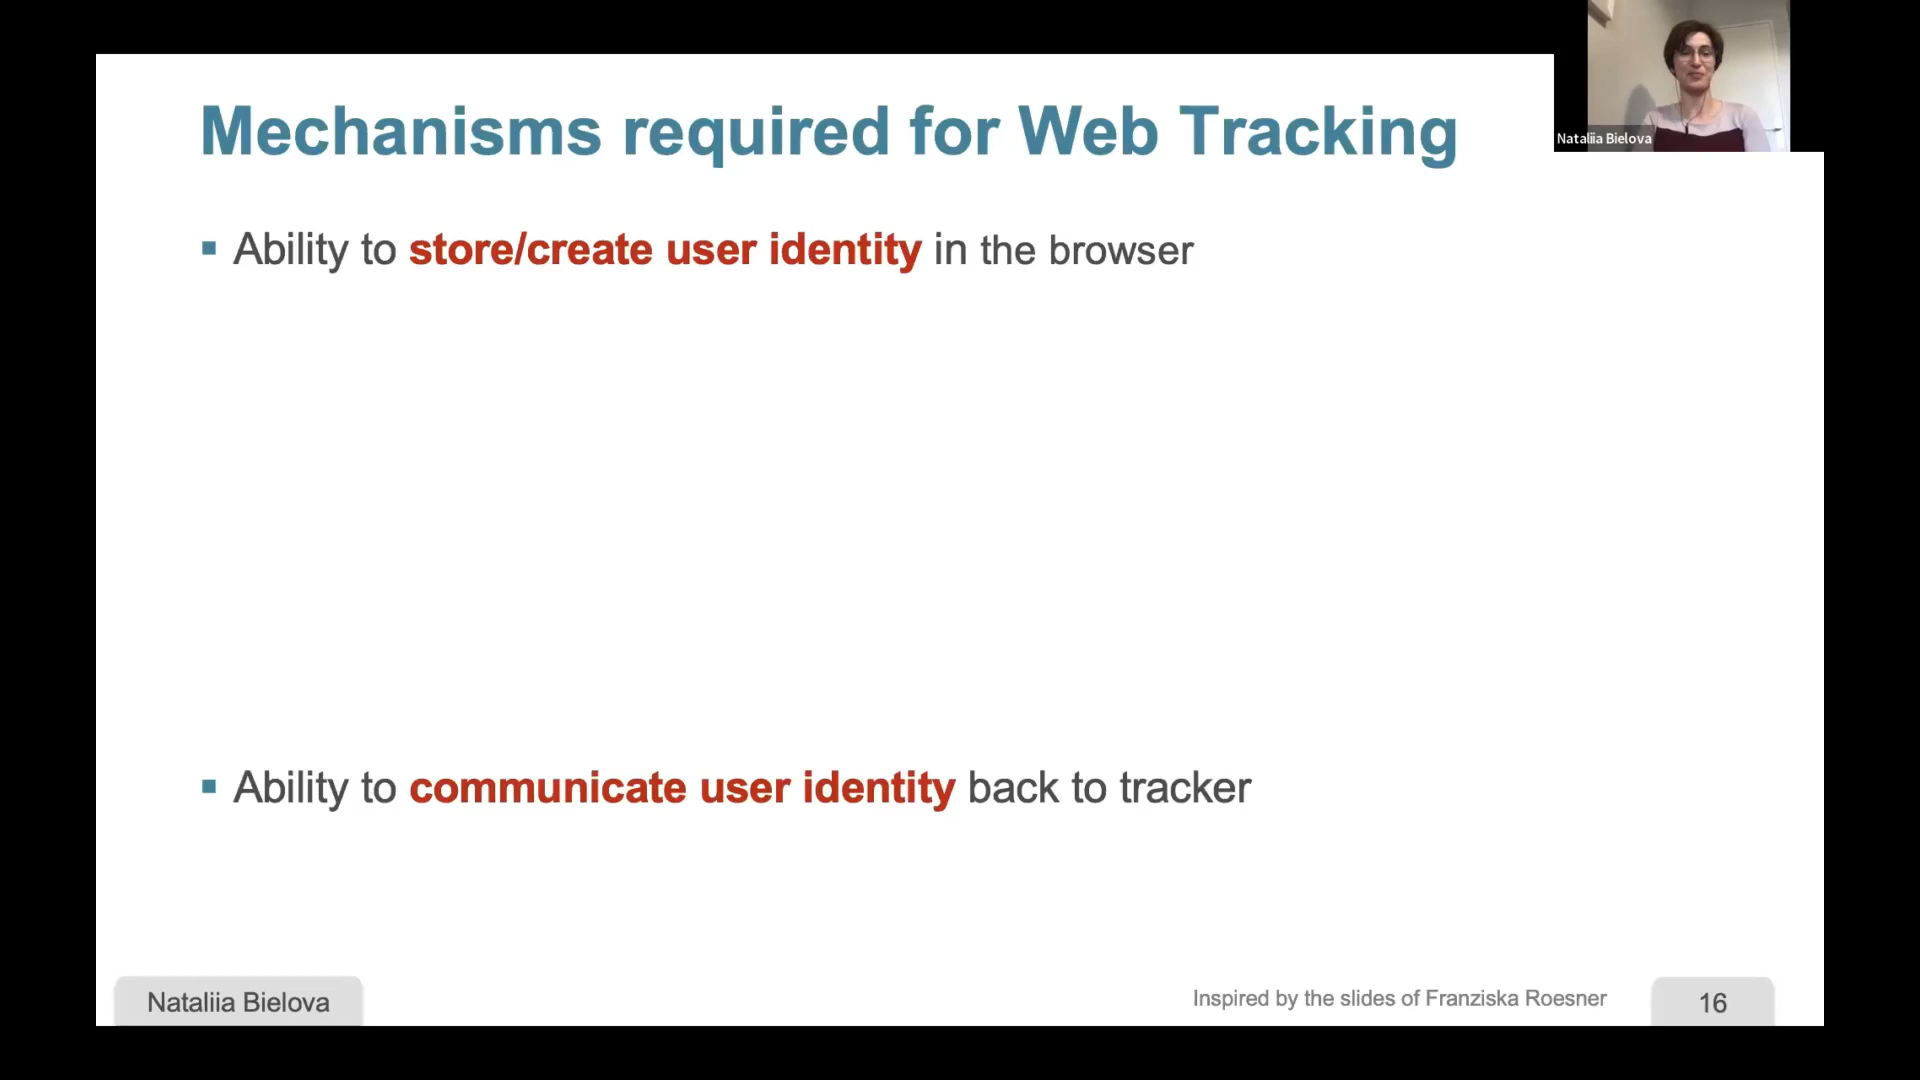 Mechanisms required for Web Tracking
Nataliia Bielova
▪ Ability to store/create user identity in the browser
▪ Ability to communicate user identity back to tracker
Nataliia Bielova
Inspired by the slides of Franziska Roesner
16